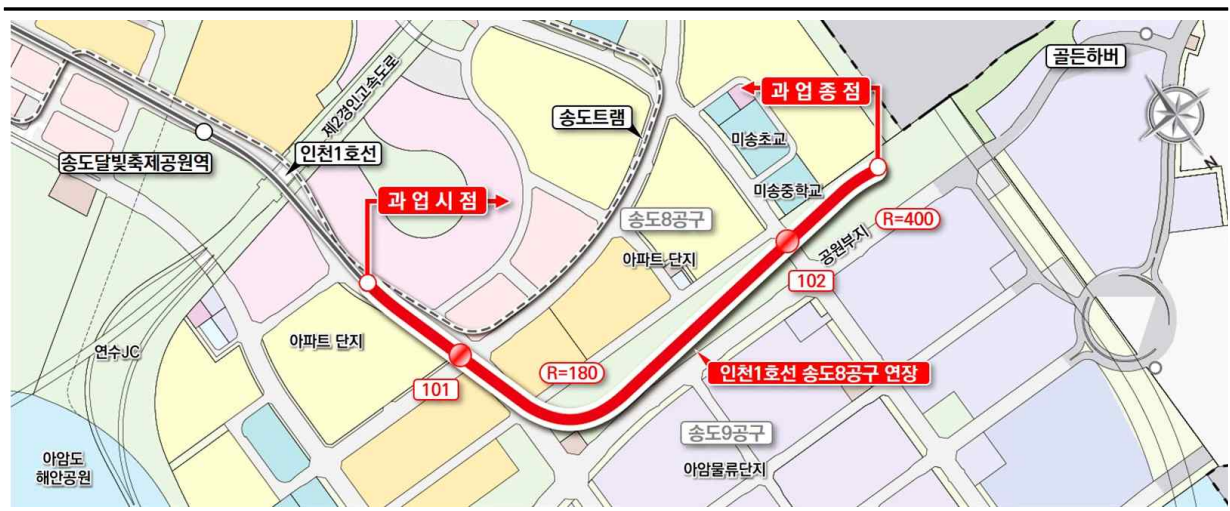 골든하버
과업종점
제2경인고속도로
송도트램
미송초교
송도달빛축제공원역
인천1호선
과업시점
미송중학교
N
송도8공구
R=400
공원부지
아파트 단지
102
아파트 단지
연수JC
R=180
인천1호선 송도8공구 연장
101
송도9공구
아암도
해안공원
아암물류단지